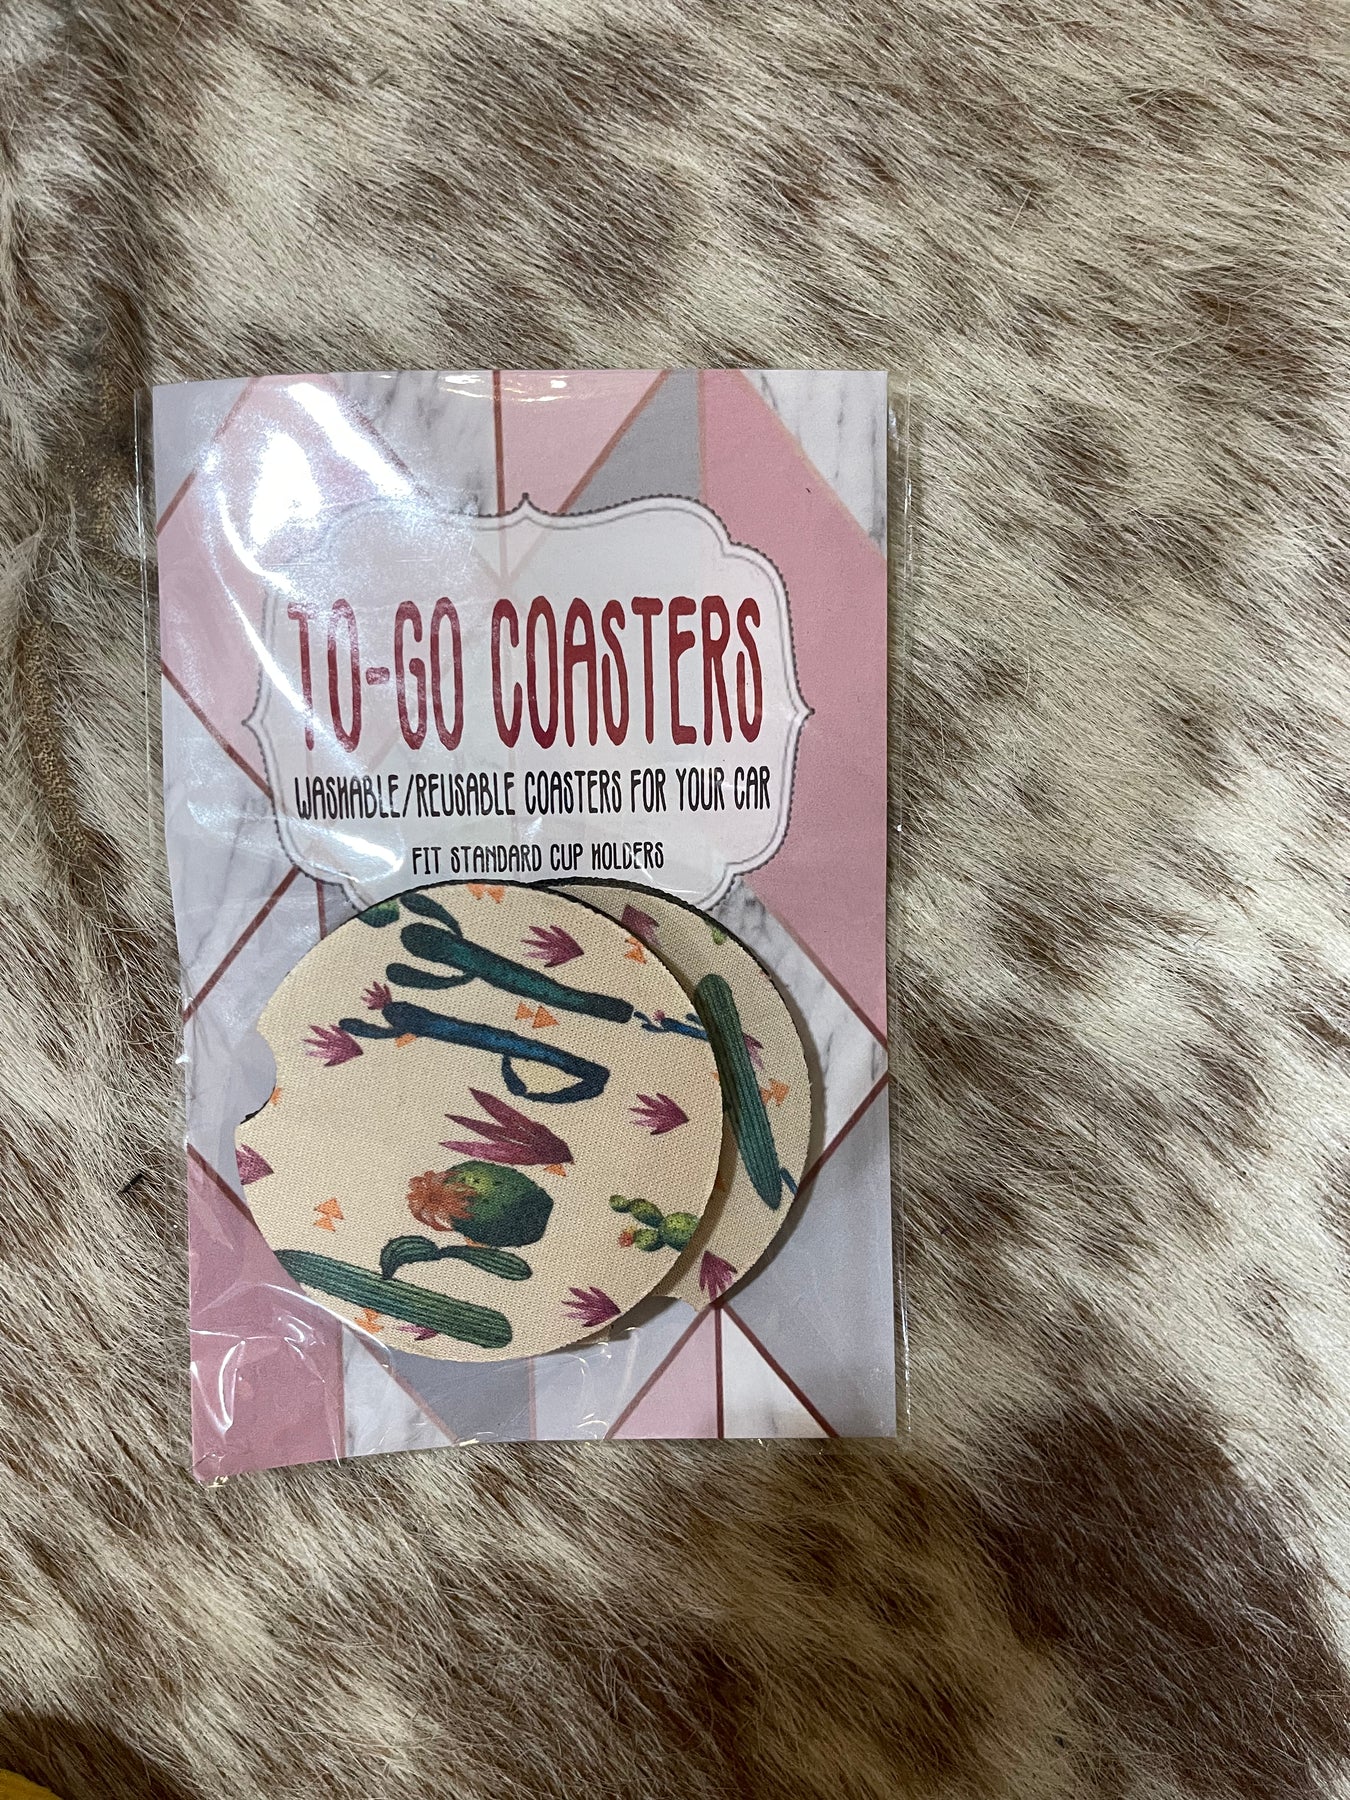 TO-GO COASTERS
WASHABLE/REUSABLE COASTERS FOR YOUR CAR
FIT STANDARD CUP HOLDERS